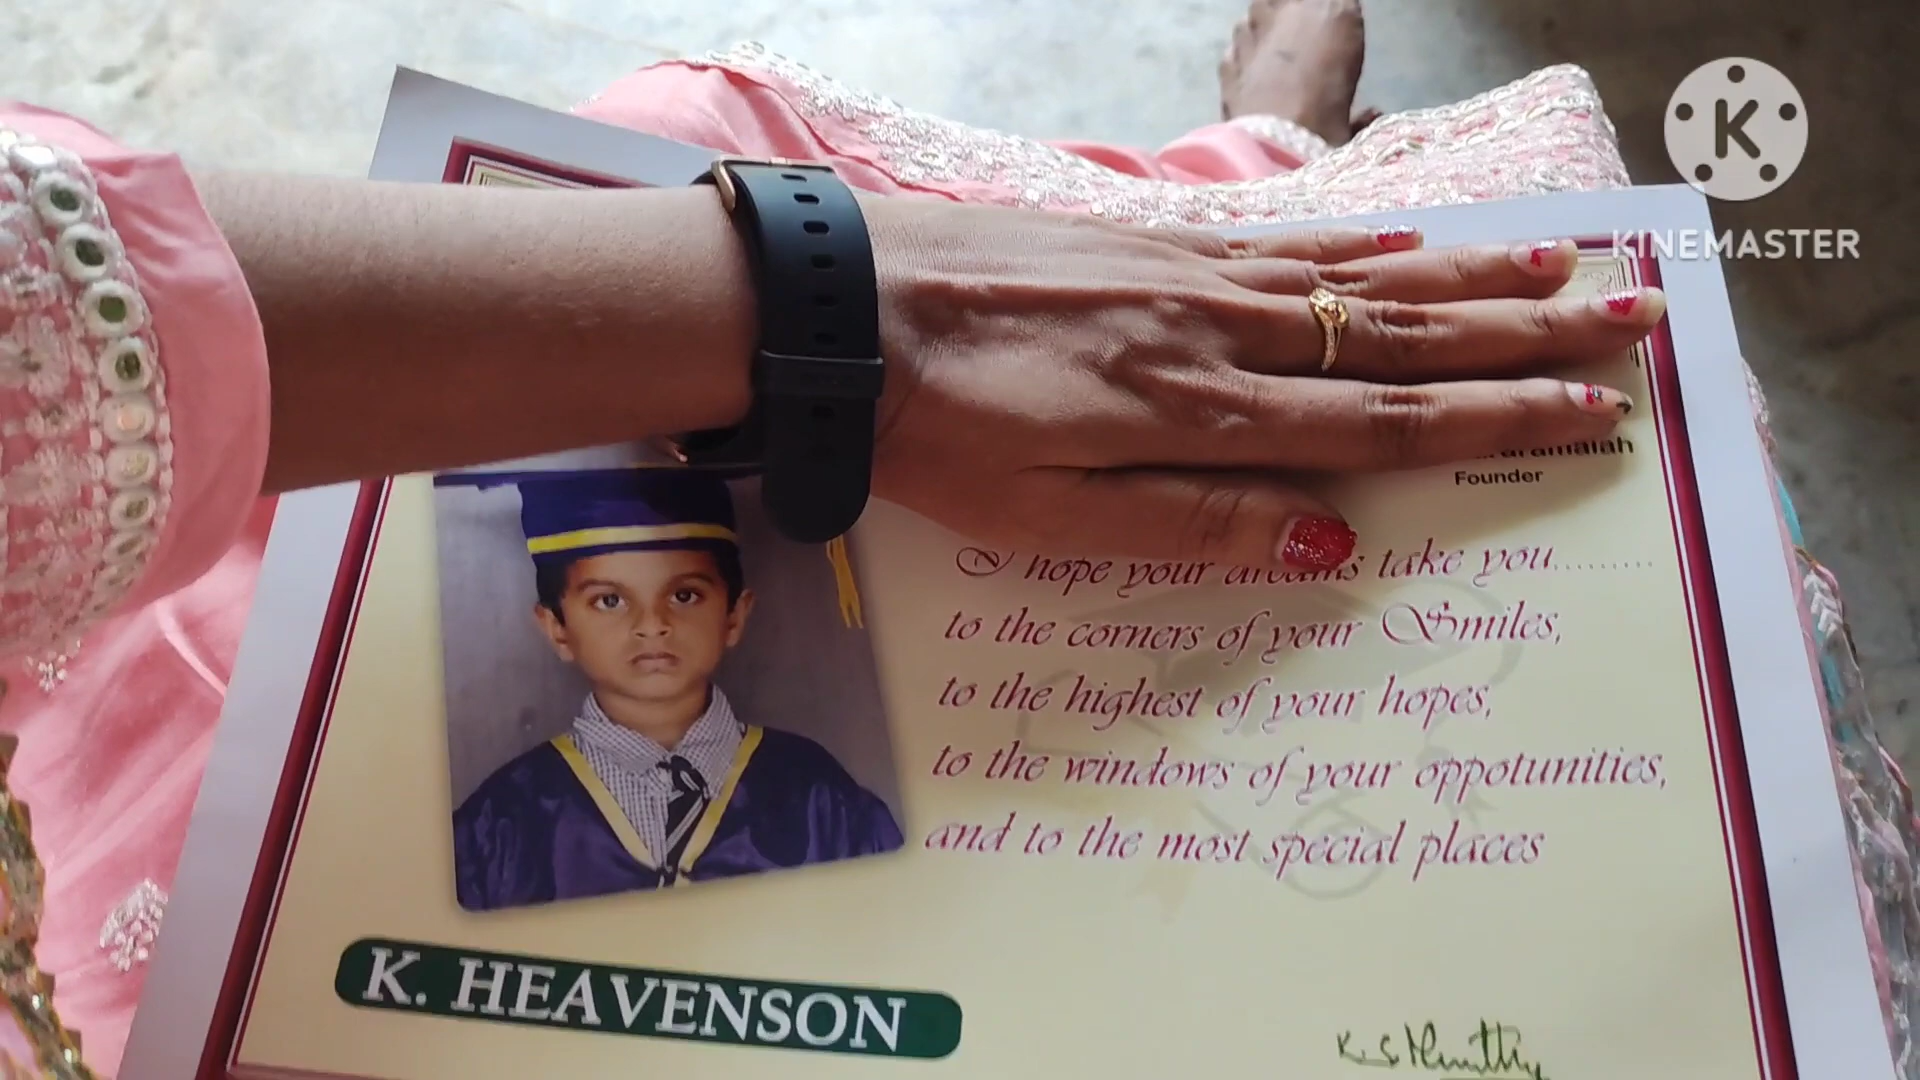 K
KINEMASTER
Founder
I hope your dreams take you.........
to the corners of your Smiles,
to the highest of your hopes,
to the windows of your oppotunities,
and to the most special places
K. HEAVENSON